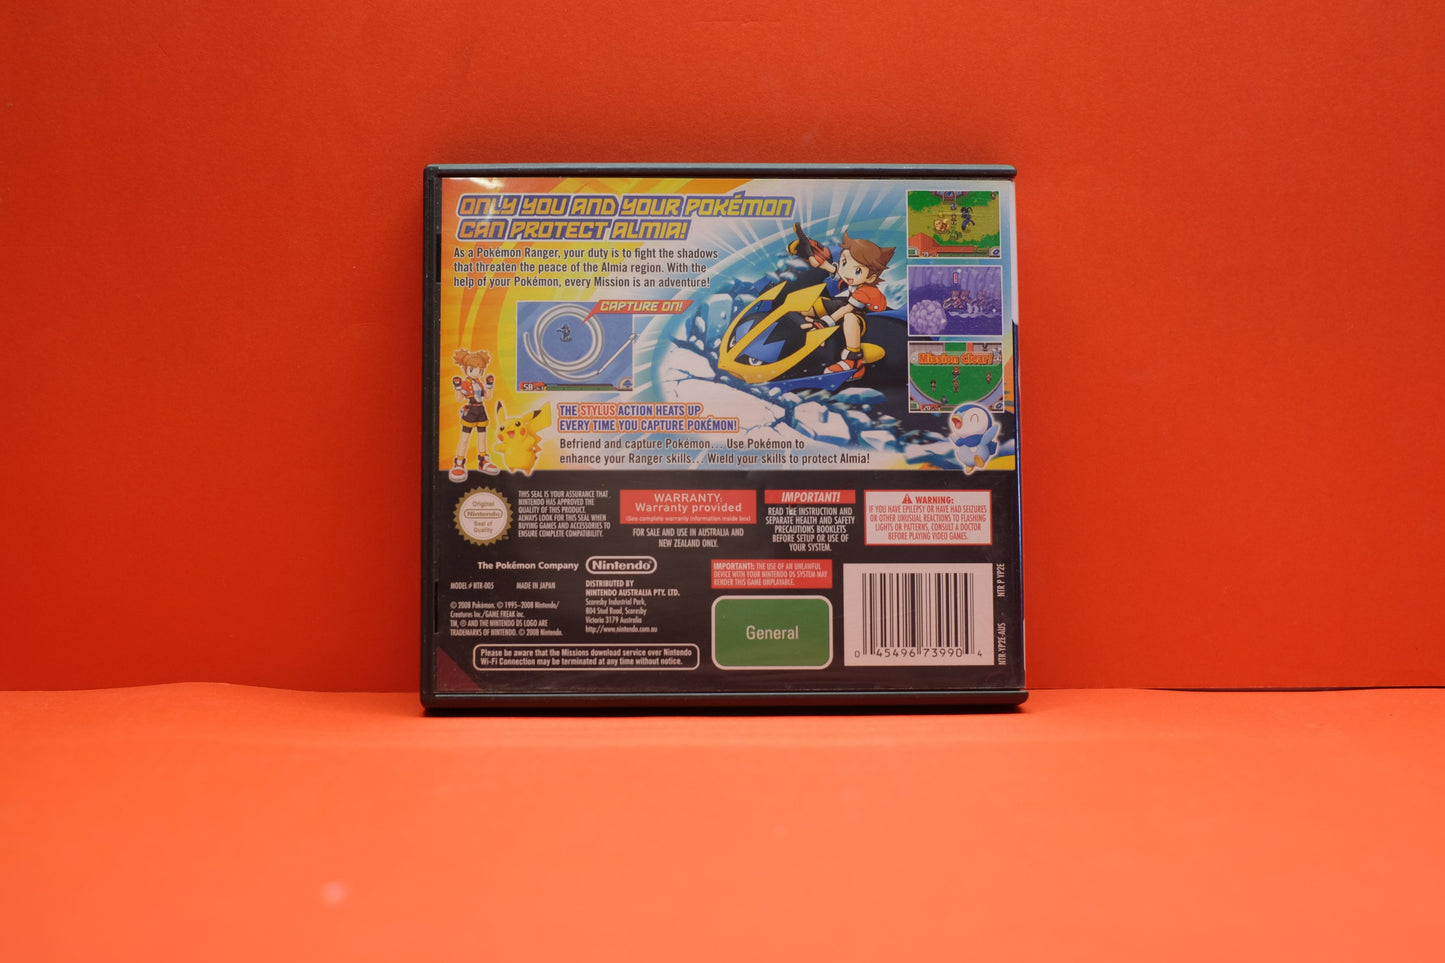 ONLY YOU AND YOUR POKÉMON
CAN PROTECT ALMIA!
As a Pokémon Ranger, your duty is to fight the shadows
that threaten the peace of the Almia region. With the
help of your Pokémon, every Mission is an adventure!
CAPTURE ON!
58
Mission Clear!
20
THE STYLUS ACTION HEATS UP
EVERY TIME YOU CAPTURE POKÉMON!
Befriend and capture Pokémon... Use Pokémon to
enhance your Ranger skills... Wield your skills to protect Almia!
Original
Nintendo
Seal of
Quality
THIS SEAL IS YOUR ASSURANCE THAT
NINTENDO HAS APPROVED THE
QUALITY OF THIS PRODUCT.
ALWAYS LOOK FOR THIS SEAL WHEN
BUYING GAMES AND ACCESSORIES TO
ENSURE COMPLETE COMPATIBILITY.
WARRANTY:
Warranty provided
(See complete warranty information inside box)
FOR SALE AND USE IN AUSTRALIA AND
NEW ZEALAND ONLY.
IMPORTANT!
READ THE INSTRUCTION AND
SEPARATE HEALTH AND SAFETY
PRECAUTIONS BOOKLETS
BEFORE SETUP OR USE OF
YOUR SYSTEM.
WARNING:
IF YOU HAVE EPILEPSY OR HAVE HAD SEIZURES
OR OTHER UNUSUAL REACTIONS TO FLASHING
LIGHTS OR PATTERNS, CONSULT A DOCTOR
BEFORE PLAYING VIDEO GAMES.
The Pokémon Company
Nintendo
MODEL # NTR-005 MADE IN JAPAN
© 2008 Pokémon. © 1995–2008 Nintendo/
Creatures Inc./GAME FREAK inc.
TM, ® AND THE NINTENDO DS LOGO ARE
TRADEMARKS OF NINTENDO. © 2008 Nintendo.
DISTRIBUTED BY
NINTENDO AUSTRALIA PTY. LTD.
Scoresby Industrial Park,
804 Stud Road, Scoresby
Victoria 3179 Australia
http://www.nintendo.com.au
IMPORTANT!: THE USE OF AN UNLAWFUL
DEVICE WITH YOUR NINTENDO DS SYSTEM MAY
RENDER THIS GAME UNPLAYABLE.
General
0 45496 73990 4
NTR P YP2E
NTR-YP2E-AUS
Please be aware that the Missions download service over Nintendo
Wi-Fi Connection may be terminated at any time without notice.